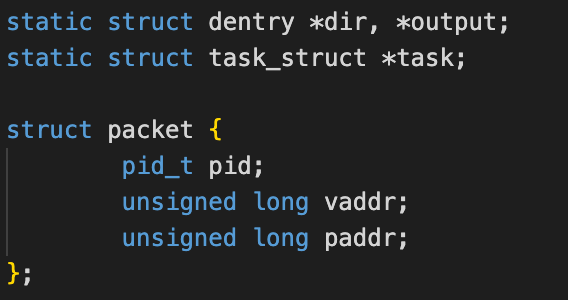 static struct dentry *dir, *output;
static struct task_struct *task;

struct packet {
        pid_t pid;
        unsigned long vaddr;
        unsigned long paddr;
};